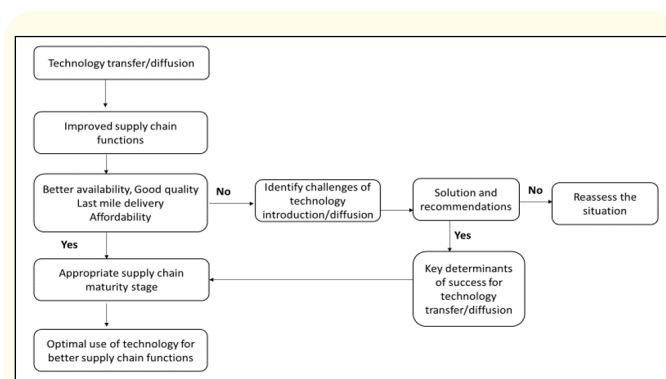 Technology transfer/diffusion
Improved supply chain
functions
Better availability, Good quality
Last mile delivery
Affordability
No
Identify challenges of
technology
introduction/diffusion
Solution and
recommendations
No
Reassess the
situation
Yes
Yes
Appropriate supply chain
maturity stage
Key determinants
of success for
technology
transfer/diffusion
Optimal use of technology for
better supply chain functions